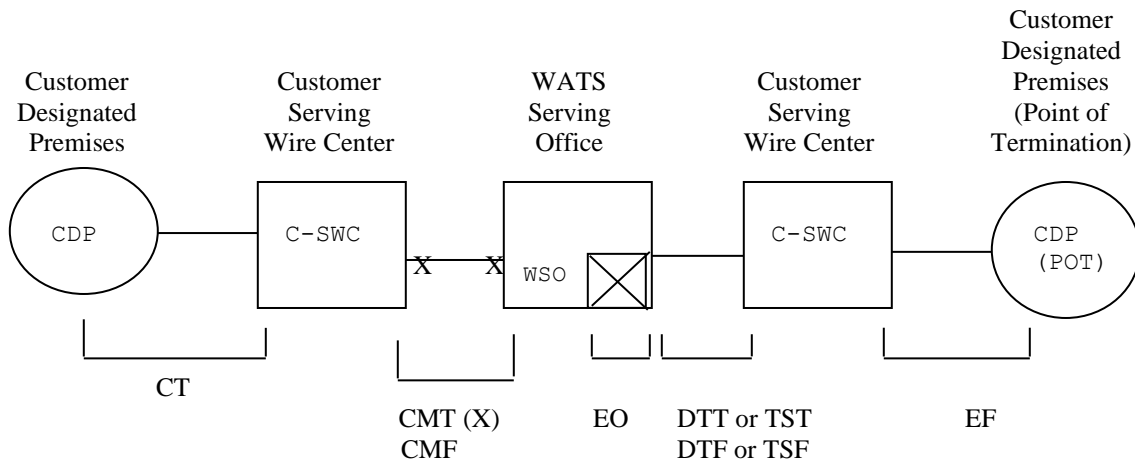 Customer
Designated
Premises
Customer
Serving
Wire Center
WATS
Serving
Office
Customer
Serving
Wire Center
Customer
Designated
Premises
(Point of
Termination)
CDP
C-SWC
X
X
WSO
C-SWC
CDP
(POT)
CT
CMT (X)
CMF
EO
DTT or TST
DTF or TSF
EF